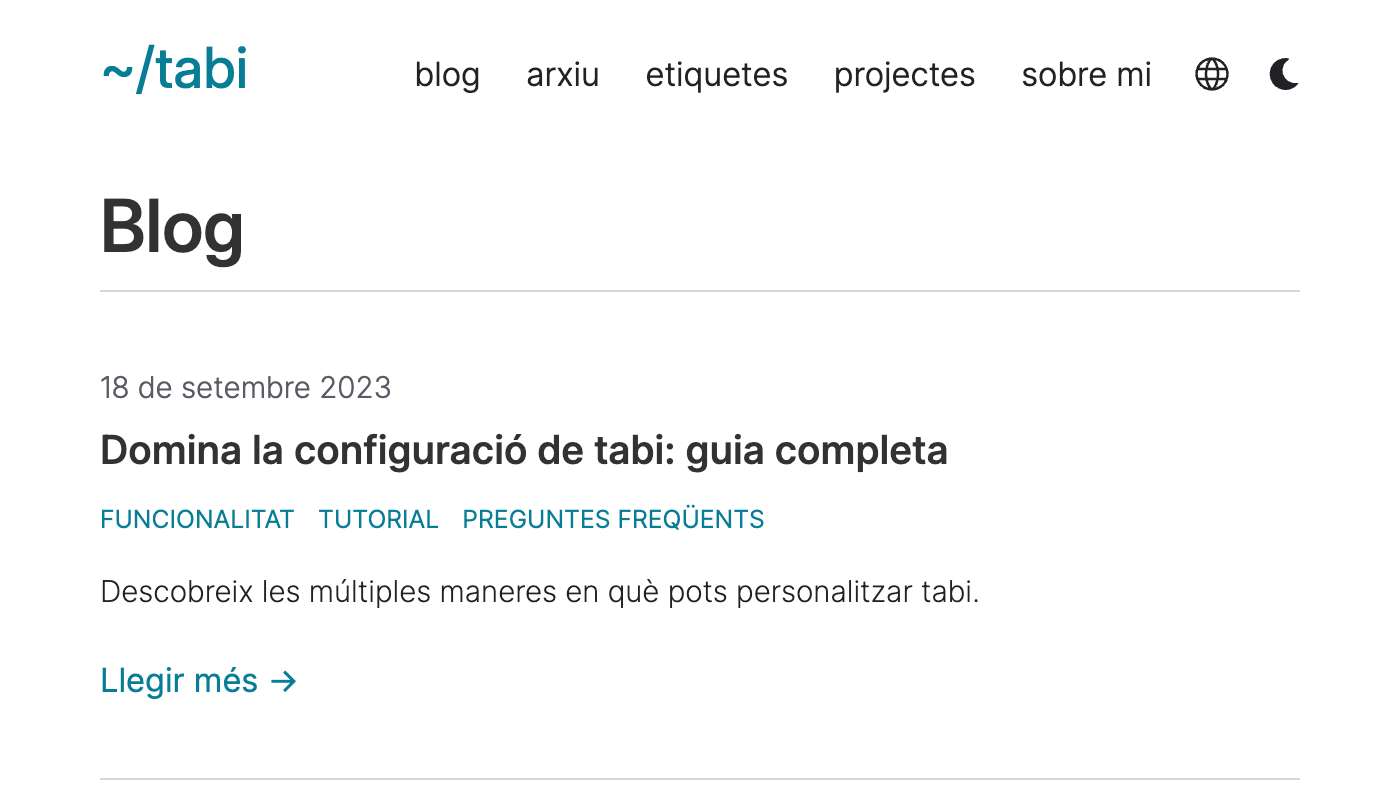 ~/tabi blog arxiu etiquetes projectes sobre mi
Blog
18 de setembre 2023
Domina la configuració de tabi: guia completa
FUNCIONALITAT TUTORIAL PREGUNTES FREQÜENTS
Descobreix les múltiples maneres en què pots personalitzar tabi.
Llegir més →